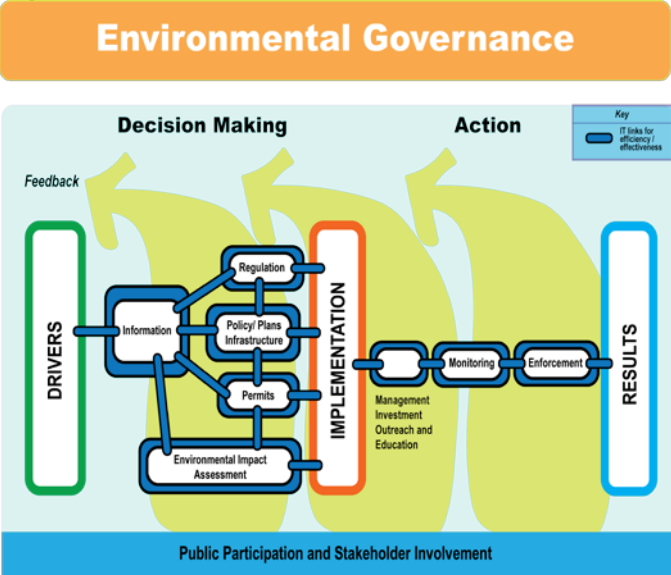 Environmental Governance
Decision Making
Action
Key
IT links for
efficiency /
effectiveness
Feedback
DRIVERS
Information
Regulation
Policy/ Plans
Infrastructure
Permits
Environmental Impact
Assessment
IMPLEMENTATION
Management
Investment
Outreach and
Education
Monitoring
Enforcement
RESULTS
Public Participation and Stakeholder Involvement